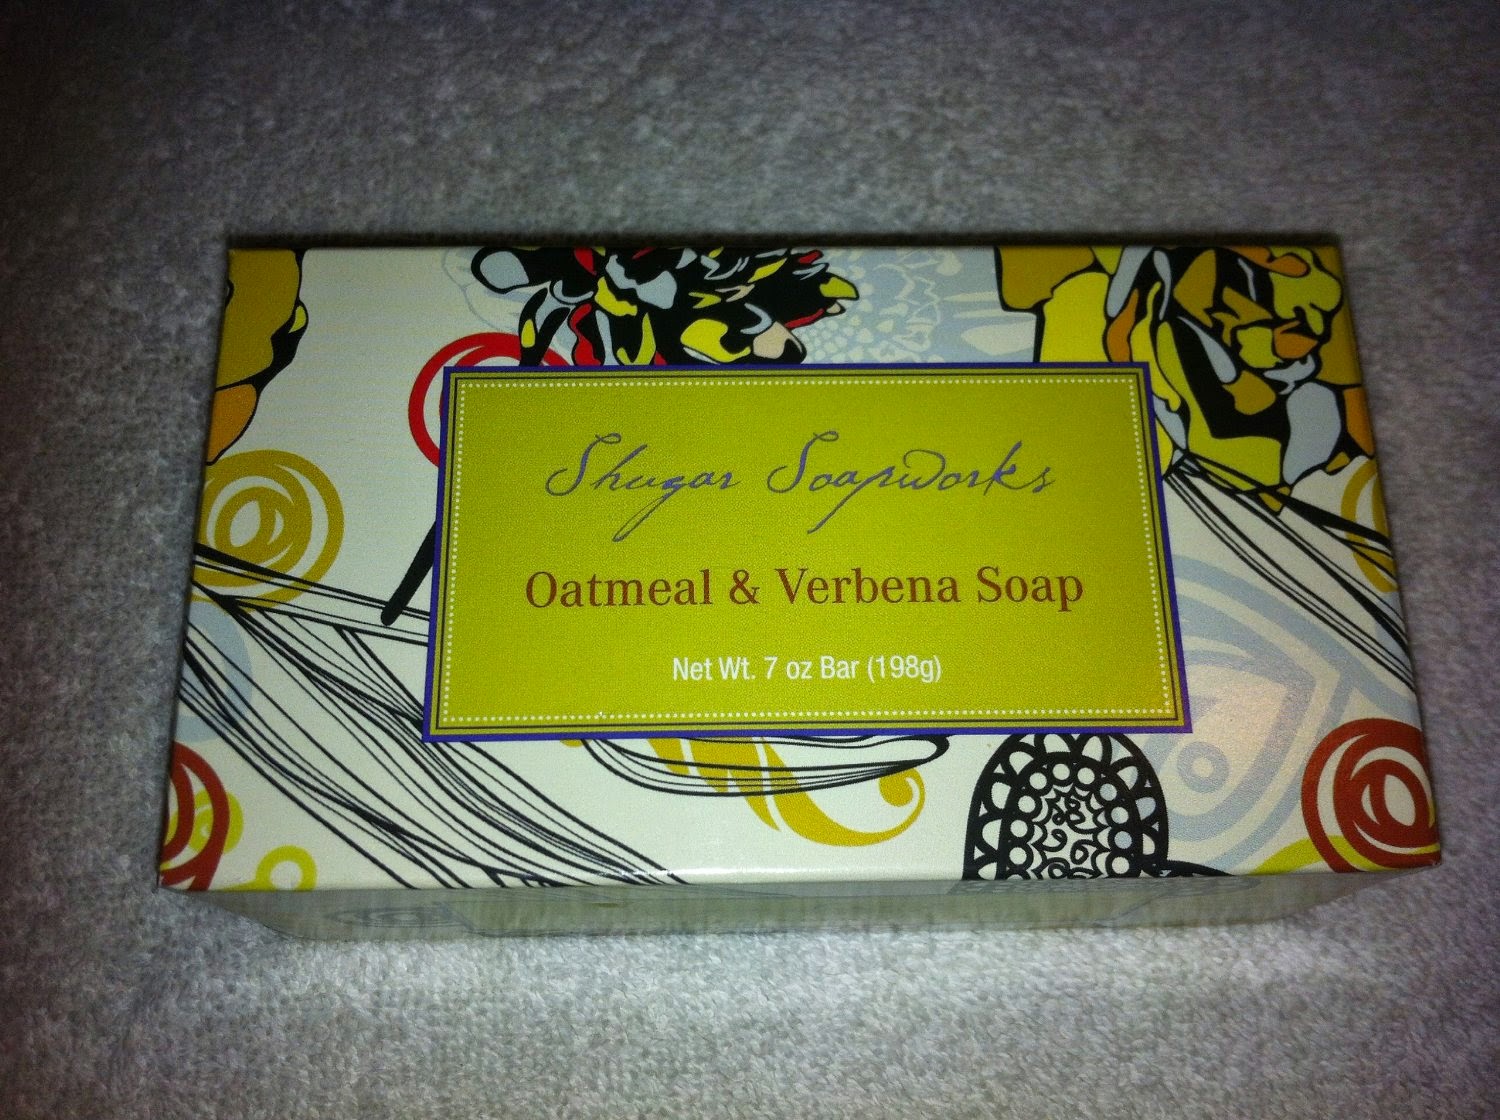 Shugar Soapworks
Oatmeal & Verbena Soap
Net Wt. 7 oz Bar (198g)